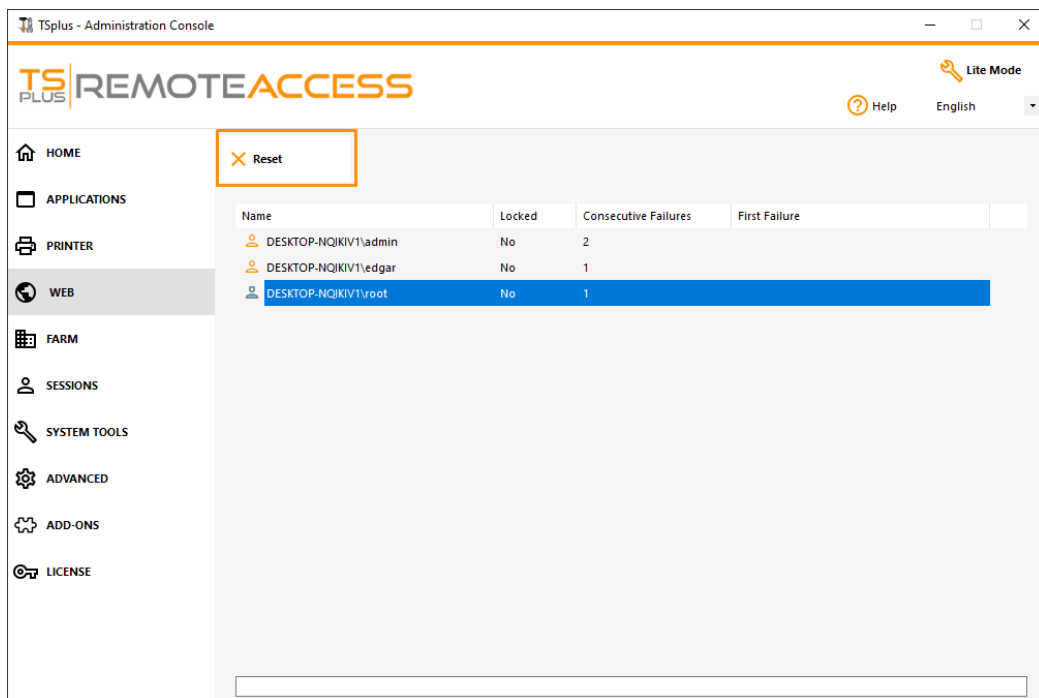 TSplus - Administration Console
TS PLUS REMOTEACCESS
Lite Mode
Help English
HOME
APPLICATIONS
PRINTER
WEB
FARM
SESSIONS
SYSTEM TOOLS
ADVANCED
ADD-ONS
LICENSE
Reset
Name Locked Consecutive Failures First Failure
DESKTOP-NQIKIV1\admin No 2
DESKTOP-NQIKIV1\edgar No 1
DESKTOP-NQIKIV1\root No 1